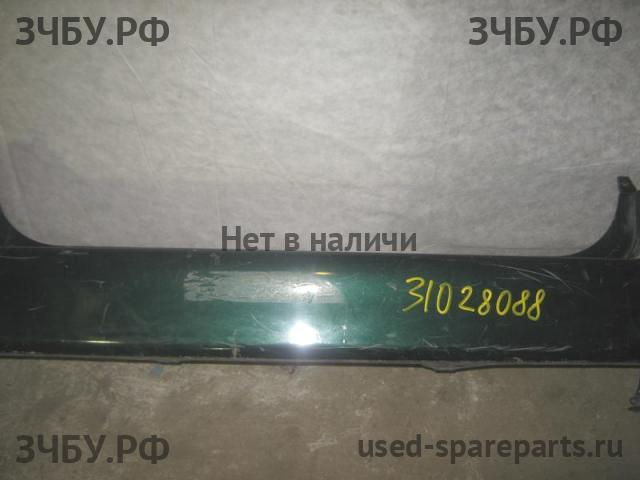 ЗЧБУ.РФ ЗЧБУ.РФ
Нет в наличи
31028088
ЗЧБУ.РФ used-spareparts.ru